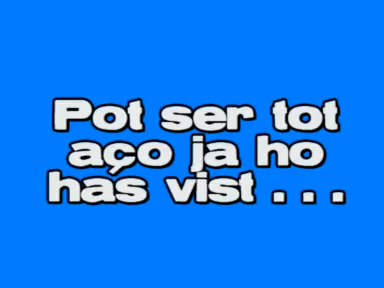 Pot ser tot
aço ja ho
has vist . . .